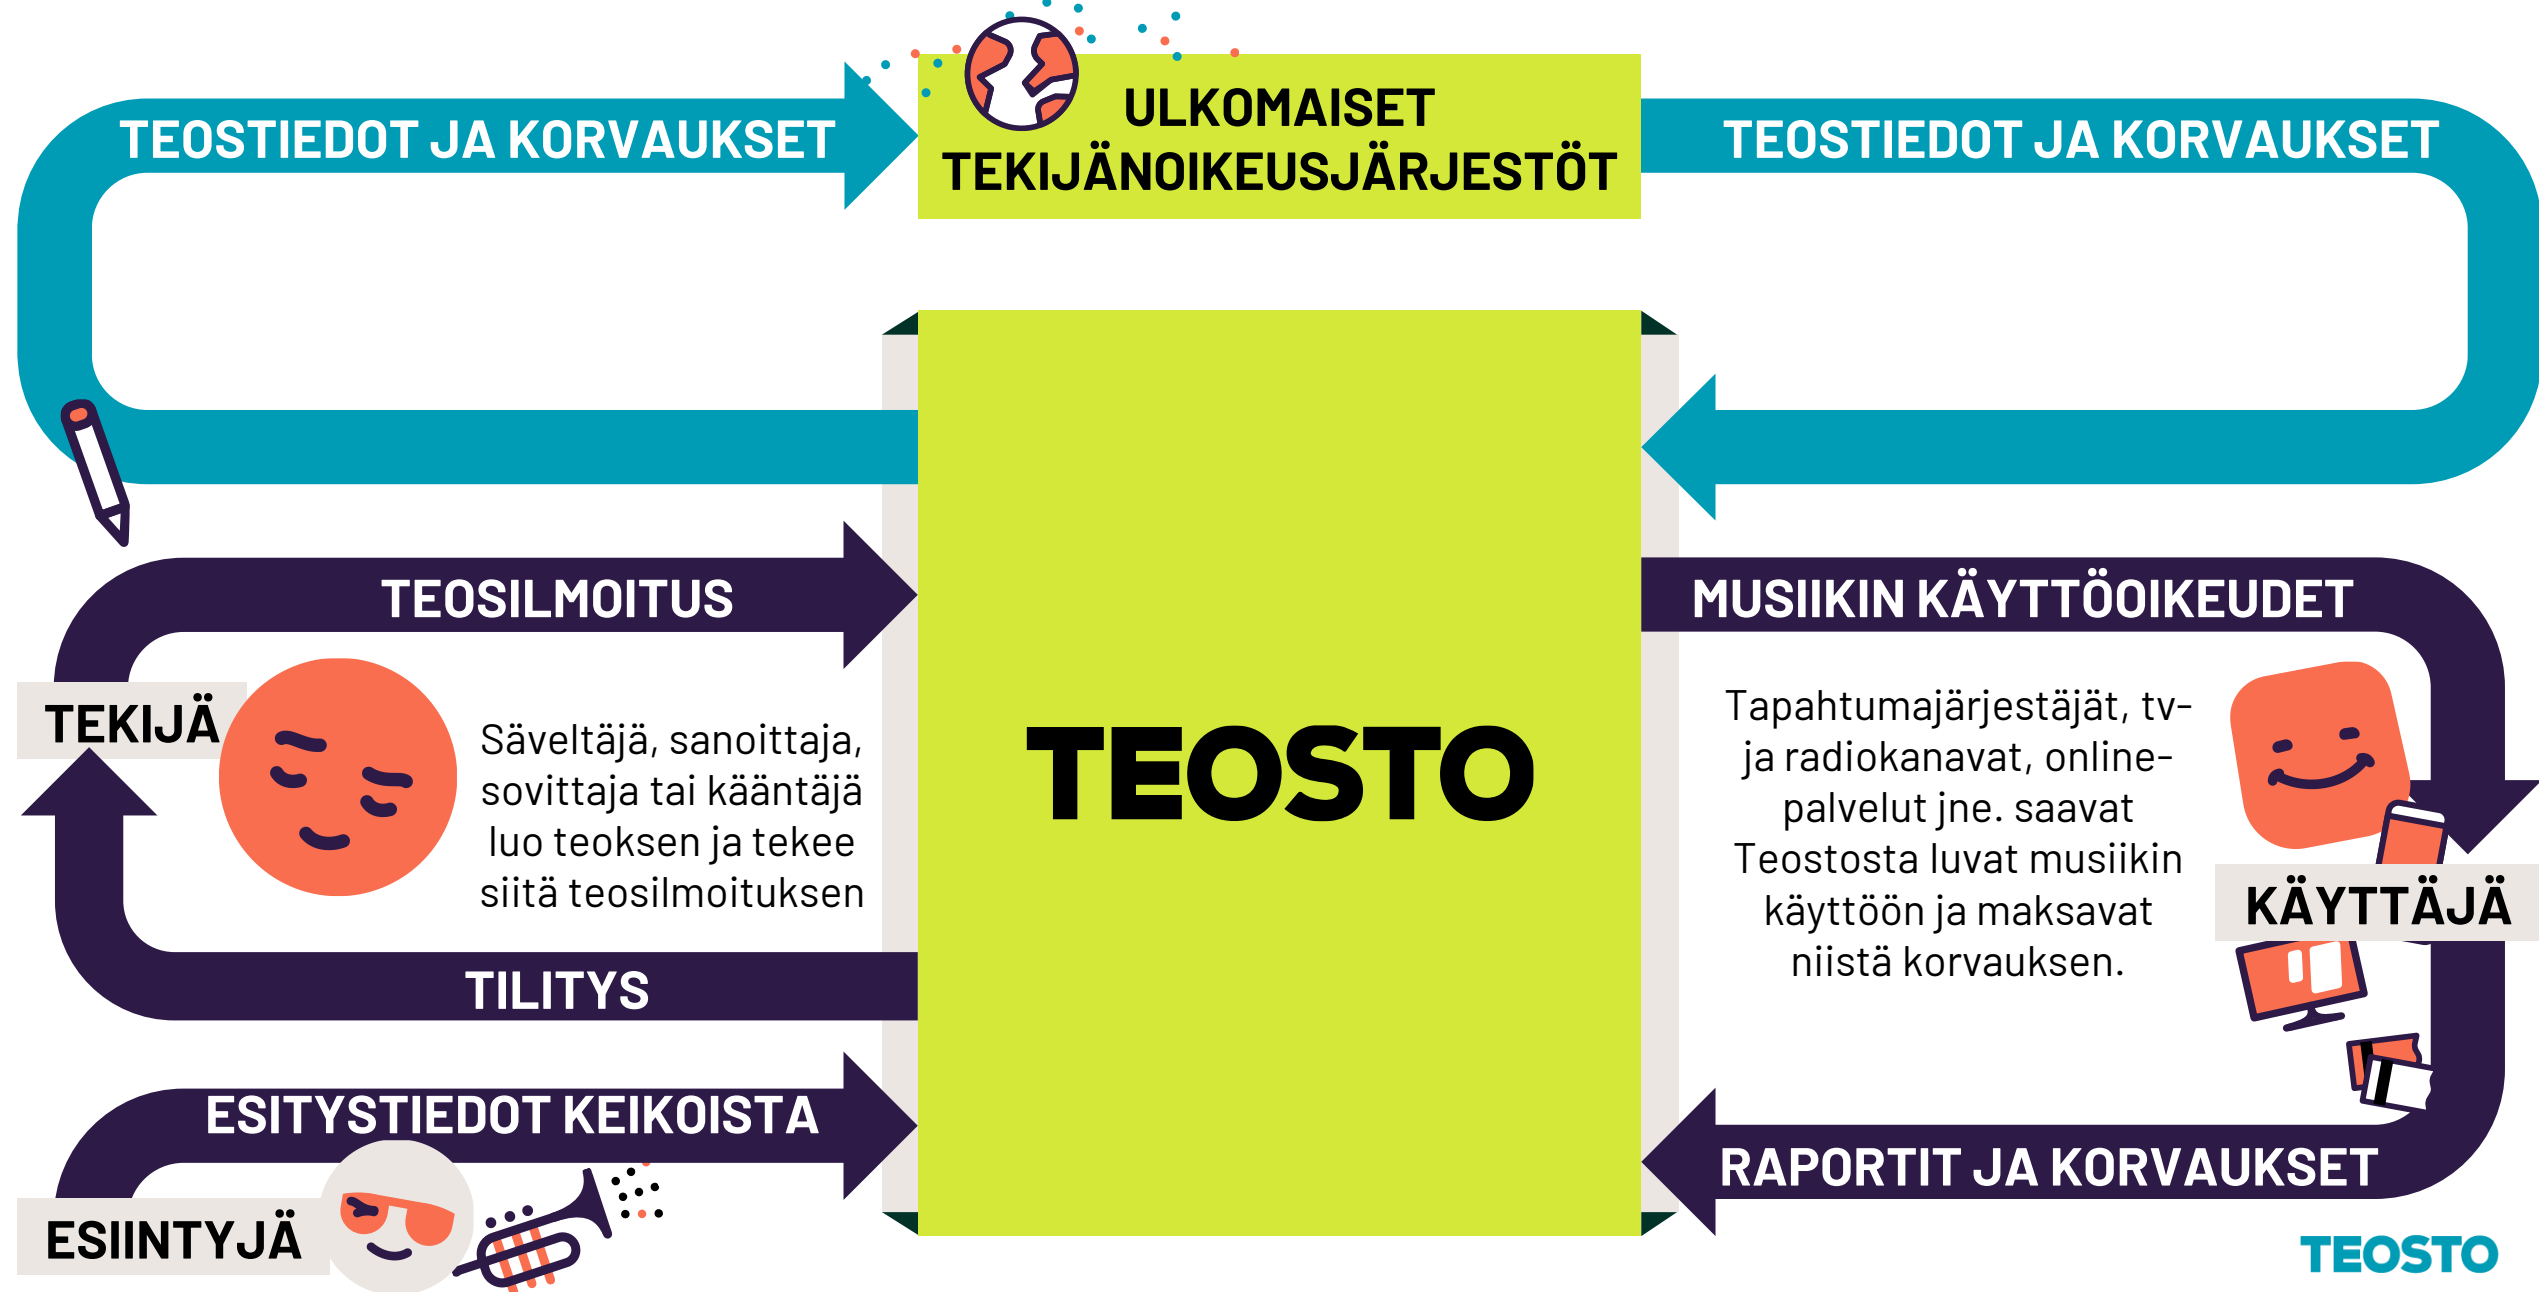 TEOSTIEDOT JA KORVAUKSET
ULKOMAISET
TEKIJÄNOIKEUSJÄRJESTÖT
TEOSTIEDOT JA KORVAUKSET
TEOSILMOITUS
MUSIIKIN KÄYTTÖOIKEUDET
TEKIJÄ
Säveltäjä, sanoittaja,
sovittaja tai kääntäjä
luo teoksen ja tekee
siitä teosilmoituksen
TEOSTO
Tapahtumajärjestäjät, tv-
ja radiokanavat, online-
palvelut jne. saavat
Teostosta luvat musiikin
käyttöön ja maksavat
niistä korvauksen.
KÄYTTÄJÄ
TILITYS
ESITYSTIEDOT KEIKOISTA
RAPORTIT JA KORVAUKSET
ESIINTYJÄ
TEOSTO